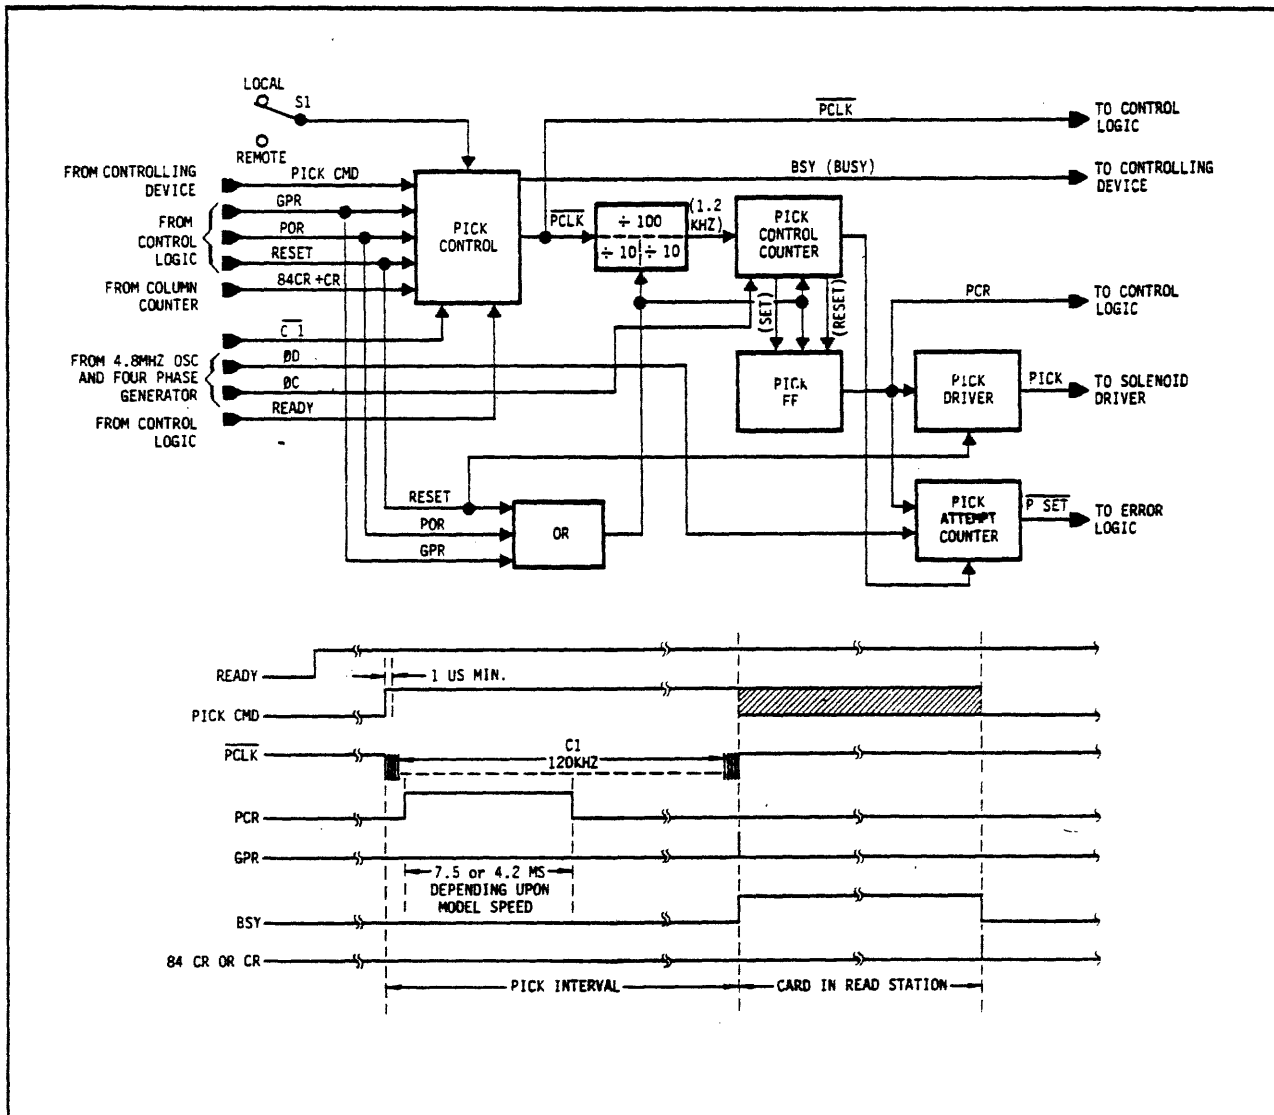 LOCAL
S1
REMOTE
PCLK
TO CONTROL
LOGIC
FROM CONTROLLING
DEVICE
PICK CMD
BSY (BUSY)
TO CONTROLLING
DEVICE
FROM
CONTROL
LOGIC
GPR
POR
RESET
FROM COLUMN
COUNTER
84CR +CR
PICK
CONTROL
PCLK
÷ 100
÷ 10 ÷ 10
(1.2
KHZ)
PICK
CONTROL
COUNTER
C 1
FROM 4.8MHZ OSC
AND FOUR PHASE
GENERATOR
ØD
ØC
READY
FROM CONTROL
LOGIC
(SET)
(RESET)
PICK
FF
PCR
TO CONTROL
LOGIC
PICK
DRIVER
PICK
TO SOLENOID
DRIVER
RESET
POR
GPR
OR
PICK
ATTEMPT
COUNTER
P SET
TO ERROR
LOGIC
READY
1 US MIN.
PICK CMD
PCLK
C1
120KHZ
PCR
GPR
7.5 or 4.2 MS
DEPENDING UPON
MODEL SPEED
BSY
84 CR OR CR
PICK INTERVAL
CARD IN READ STATION